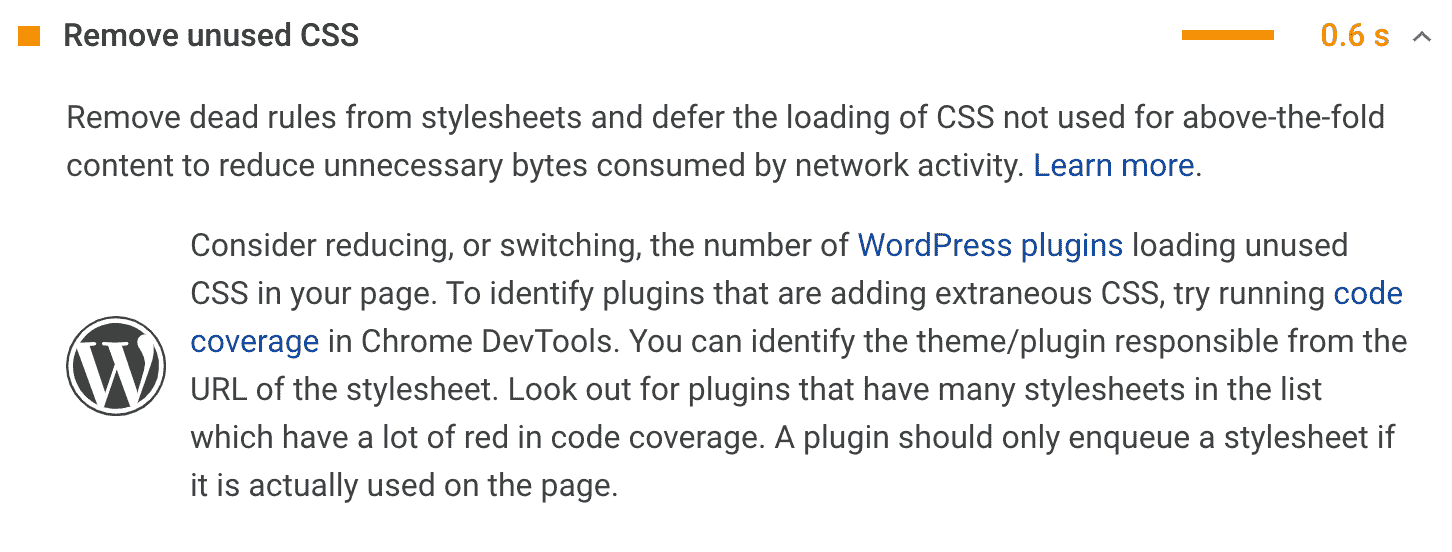 Remove unused CSS 0.6 s
Remove dead rules from stylesheets and defer the loading of CSS not used for above-the-fold
content to reduce unnecessary bytes consumed by network activity. Learn more.
Consider reducing, or switching, the number of WordPress plugins loading unused
CSS in your page. To identify plugins that are adding extraneous CSS, try running code
coverage in Chrome DevTools. You can identify the theme/plugin responsible from the
URL of the stylesheet. Look out for plugins that have many stylesheets in the list
which have a lot of red in code coverage. A plugin should only enqueue a stylesheet if
it is actually used on the page.